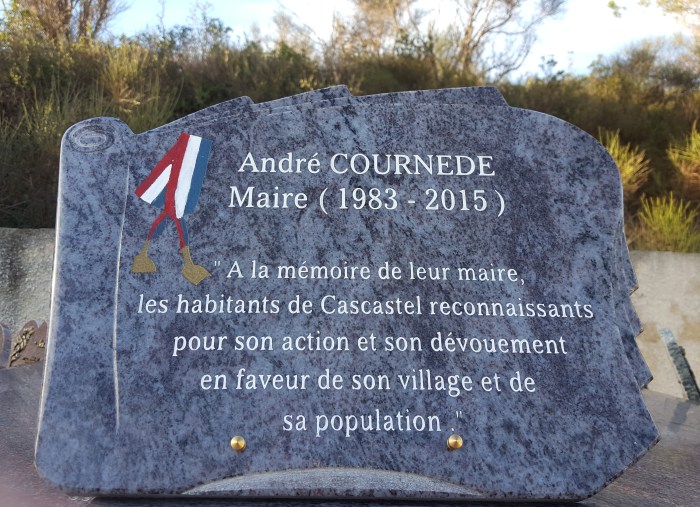 André COURNEDE
Maire ( 1983 - 2015 )
" A la mémoire de leur maire,
les habitants de Cascastel reconnaissants
pour son action et son dévouement
en faveur de son village et de
sa population ."